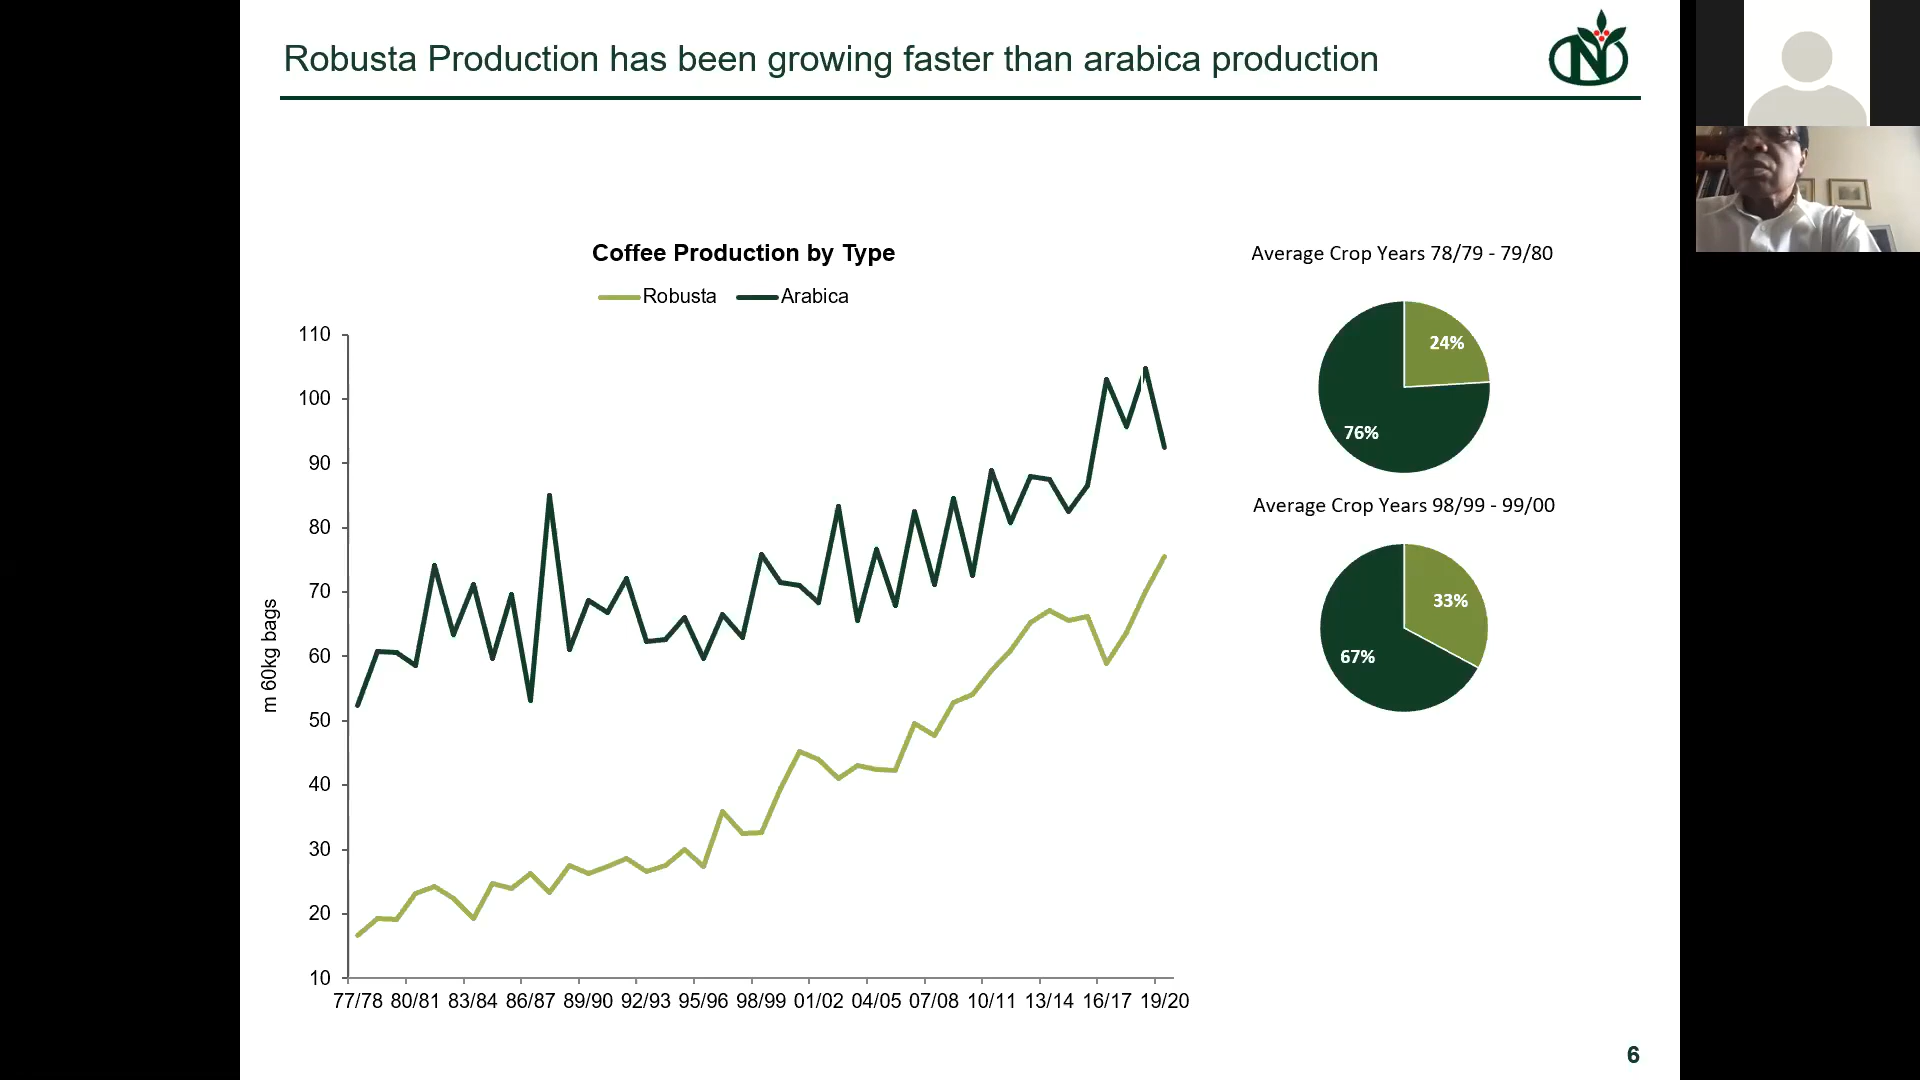 Robusta Production has been growing faster than arabica production
Coffee Production by Type
Robusta Arabica
110
100
90
80
70
60
50
40
30
20
10
m 60kg bags
77/78 80/81 83/84 86/87 89/90 92/93 95/96 98/99 01/02 04/05 07/08 10/11 13/14 16/17 19/20
Average Crop Years 78/79 - 79/80
24%
76%
Average Crop Years 98/99 - 99/00
33%
67%
6